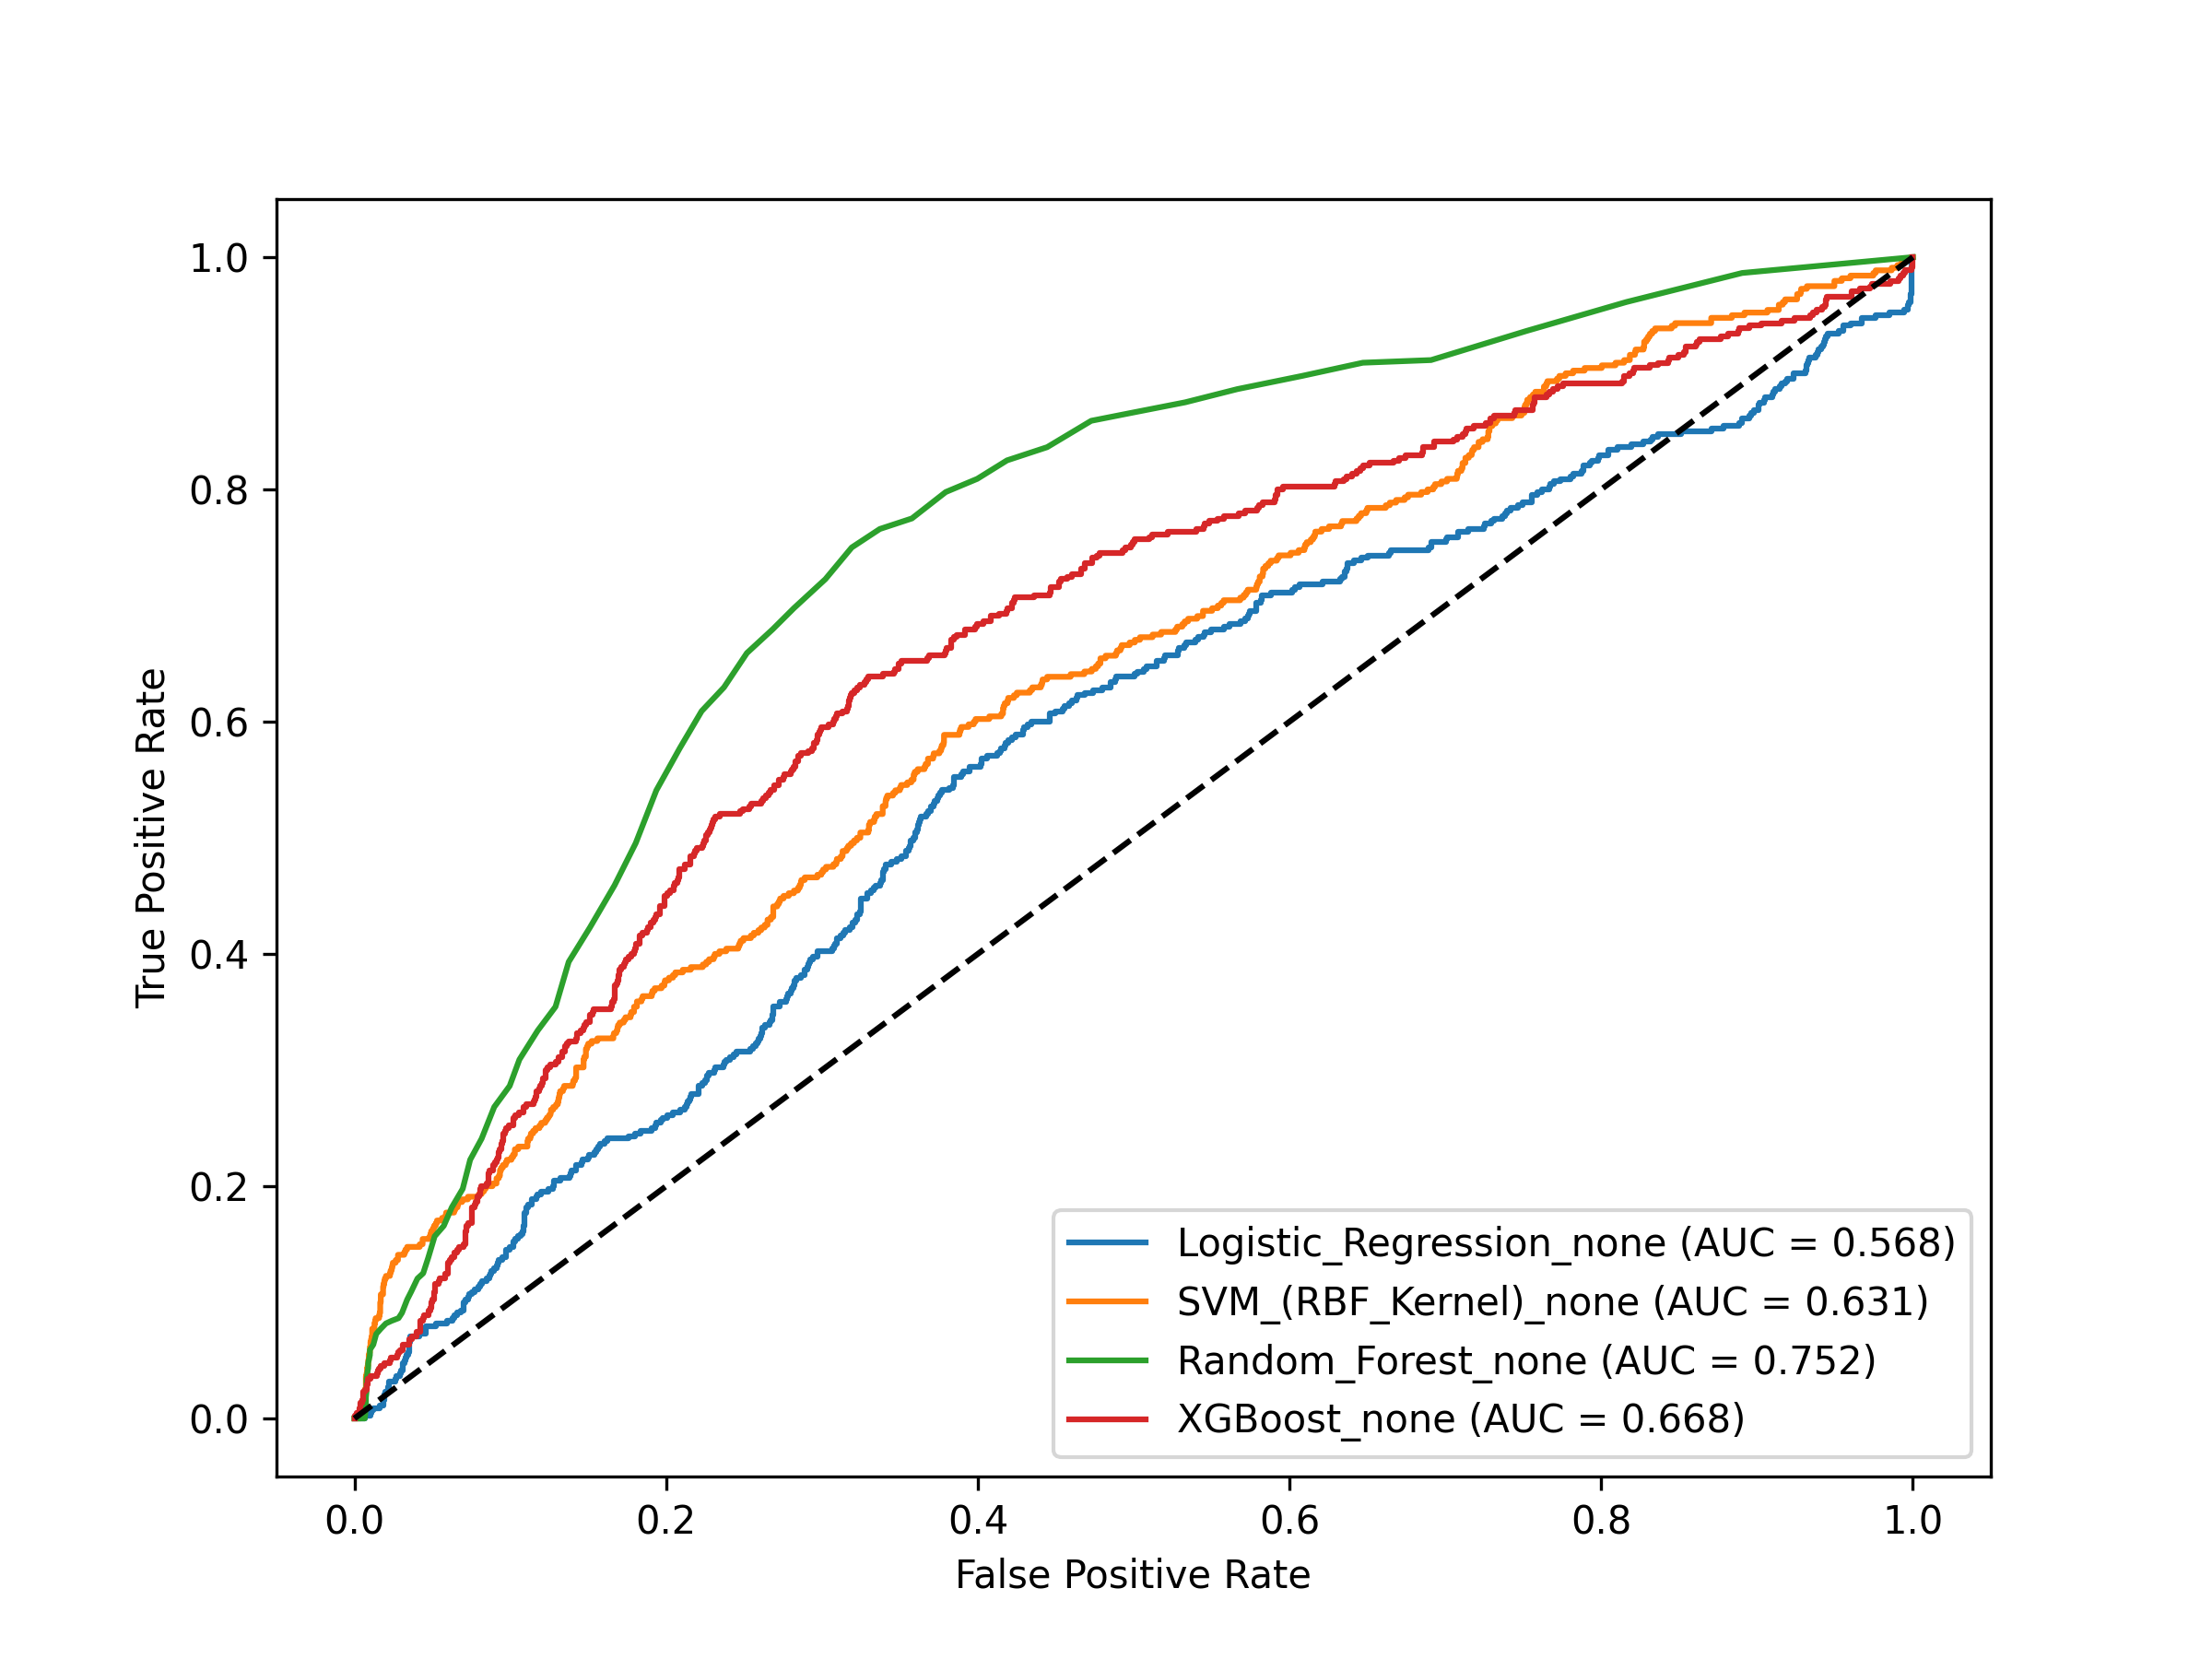 1.0
0.8
0.6
0.4
0.2
0.0
True Positive Rate
0.0 0.2 0.4 0.6 0.8 1.0
False Positive Rate
Logistic_Regression_none (AUC = 0.568)
SVM_(RBF_Kernel)_none (AUC = 0.631)
Random_Forest_none (AUC = 0.752)
XGBoost_none (AUC = 0.668)